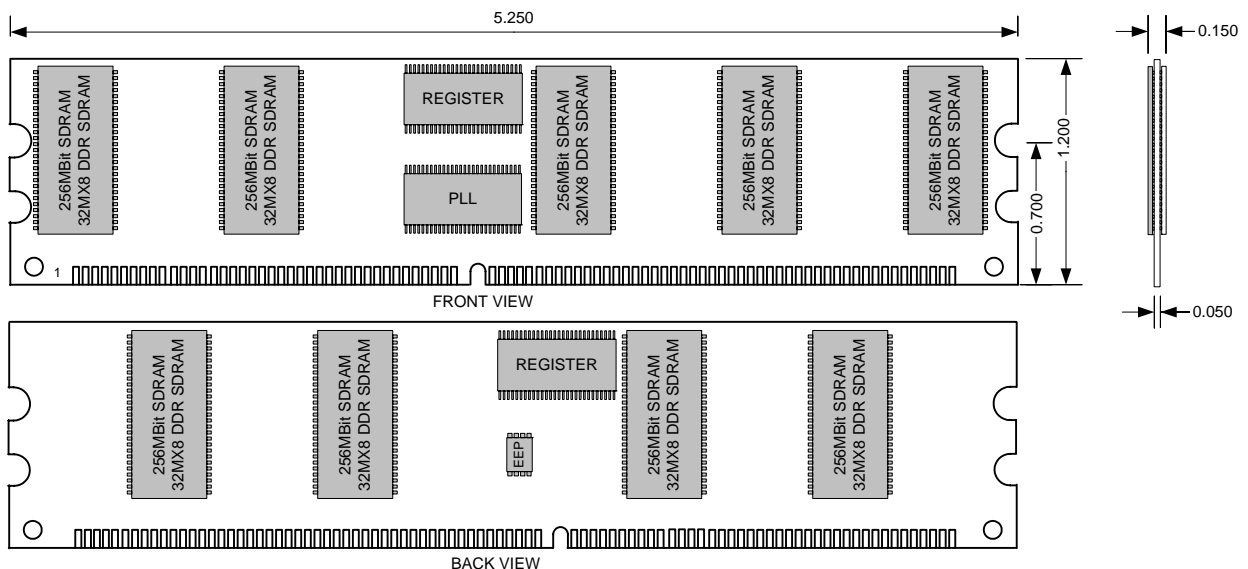 5.250
0.150
256MBit SDRAM
32MX8 DDR SDRAM
256MBit SDRAM
32MX8 DDR SDRAM
REGISTER
PLL
256MBit SDRAM
32MX8 DDR SDRAM
256MBit SDRAM
32MX8 DDR SDRAM
256MBit SDRAM
32MX8 DDR SDRAM
0.700
1.200
1
FRONT VIEW
0.050
256MBit SDRAM
32MX8 DDR SDRAM
256MBit SDRAM
32MX8 DDR SDRAM
REGISTER
EEP
256MBit SDRAM
32MX8 DDR SDRAM
256MBit SDRAM
32MX8 DDR SDRAM
BACK VIEW